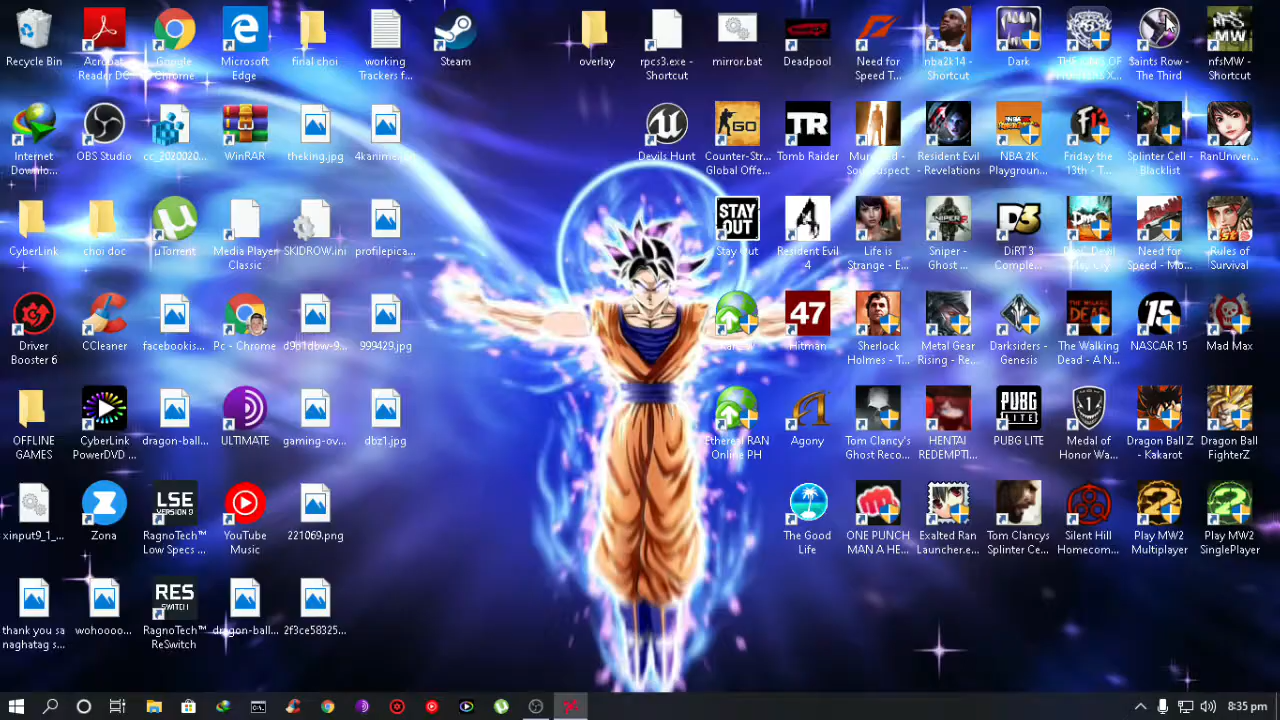 Recycle Bin
Acrobat
Reader DC
Google
Chrome
Microsoft
Edge
final choi
working
Trackers f...
Steam
overlay
rpcs3.exe -
Shortcut
mirror.bat
Deadpool
Need for
Speed T...
nba2k14 -
Shortcut
Dark
Saints Row -
The Third
nfsMW -
Shortcut
Internet
Downlo...
OBS Studio
cc_2020020...
WinRAR
theking.jpg
Devils Hunt
Counter-Str...
Global Offe...
Tomb Raider
Resident Evil
- Revelations
NBA 2K
Playgroun...
Friday the
13th - T...
Splinter Cell -
Blacklist
RanUniver...
CyberLink
choi doc
µTorrent
Media Player
Classic
SKIDROW.ini
profilepica...
Stay Out
Resident Evil
4
Life is
Strange - E...
Sniper -
Ghost ...
DiRT 3
Comple...
Need for
Speed - Mo...
Rules of
Survival
Driver
Booster 6
CCleaner
facebookis...
Pc - Chrome
d9b1dbw-9...
999429.jpg
Hitman
Sherlock
Holmes - T...
Metal Gear
Rising - Re...
Darksiders -
Genesis
The Walking
Dead - A N...
NASCAR 15
Mad Max
OFFLINE
GAMES
CyberLink
PowerDVD ...
dragon-ball...
ULTIMATE
gaming-ov...
dbz1.jpg
Ethereal RAN
Online PH
Agony
Tom Clancy's
Ghost Reco...
HENTAI
REDEMPTI...
PUBG LITE
Medal of
Honor Wa...
Dragon Ball Z
- Kakarot
Dragon Ball
FighterZ
xinput9_1_...
Zona
RagnoTech™
Low Specs ...
YouTube
Music
221069.png
The Good
Life
ONE PUNCH
MAN A HE...
Exalted Ran
Launcher.e...
Tom Clancys
Splinter Ce...
Silent Hill
Homecom...
Play MW2
Multiplayer
Play MW2
SinglePlayer
thank you sa
naghatag s...
wohoooo...
RagnoTech™
ReSwitch
dragon-ball...
2f3ce58325...
8:35 pm